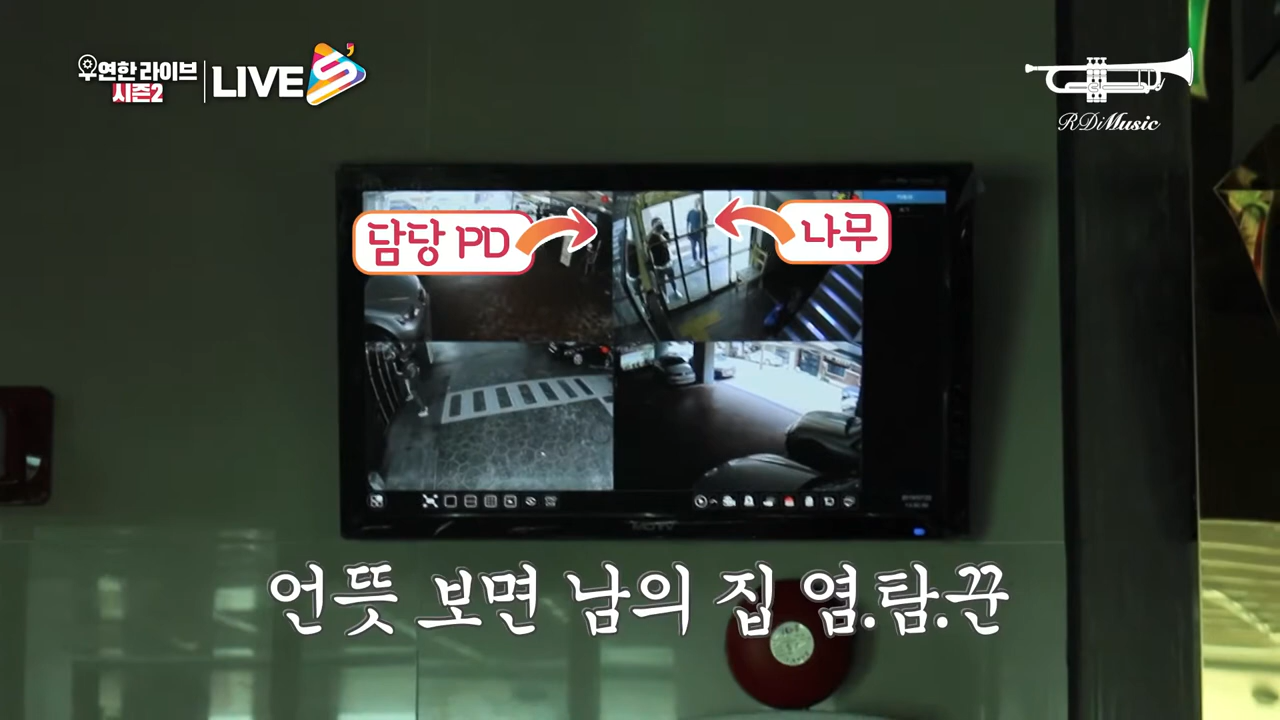 우연한 라이브
시즌2
LIVE
RDiMusic
담당 PD
나무
언뜻 보면 남의 집 염.탐.꾼